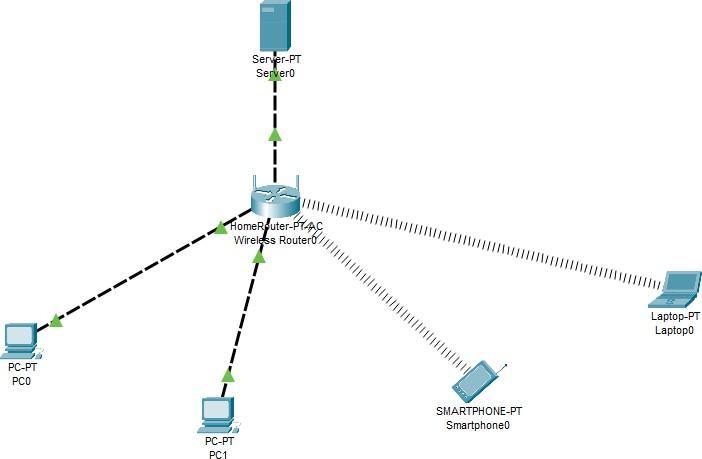 Server-PT
Server0
HomeRouter-PT-AC
Wireless Router0
Laptop-PT
Laptop0
PC-PT
PC0
SMARTPHONE-PT
Smartphone0
PC-PT
PC1